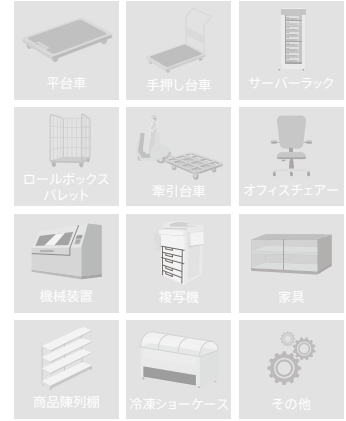 平台車
手押し台車
サーバーラック
ロールボックス
パレット
牽引台車
オフィスチェアー
機械装置
複写機
家具
商品陳列棚
冷凍ショーケース
その他